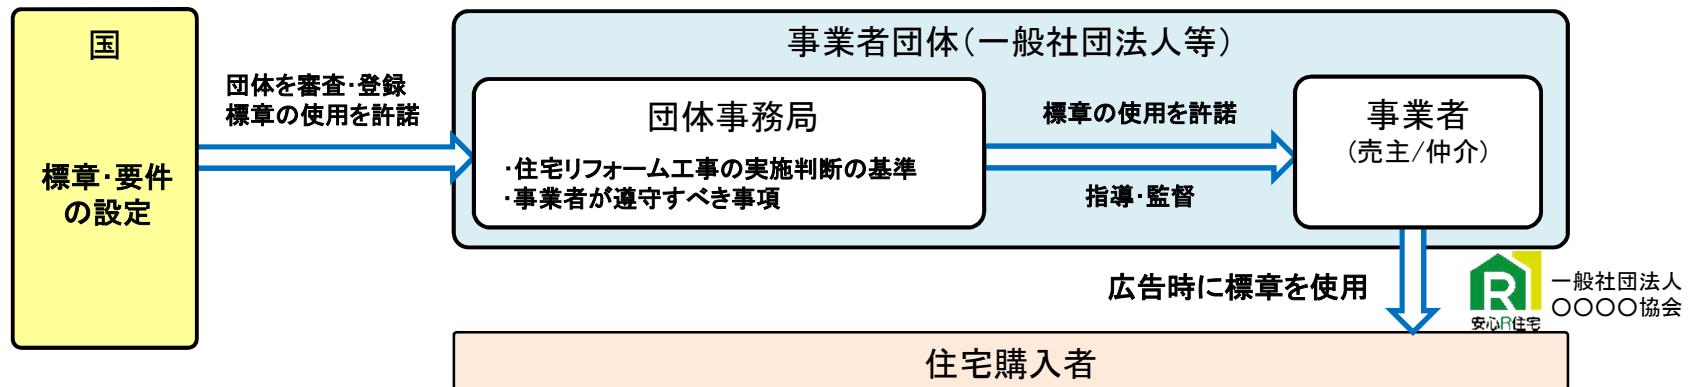 国
標章・要件
の設定
団体を審査・登録
標章の使用を許諾
事業者団体(一般社団法人等)
団体事務局
・住宅リフォーム工事の実施判断の基準
・事業者が遵守すべき事項
標章の使用を許諾
指導・監督
事業者
(売主/仲介)
広告時に標章を使用
R
安心R住宅
一般社団法人
〇〇〇〇協会
住宅購入者